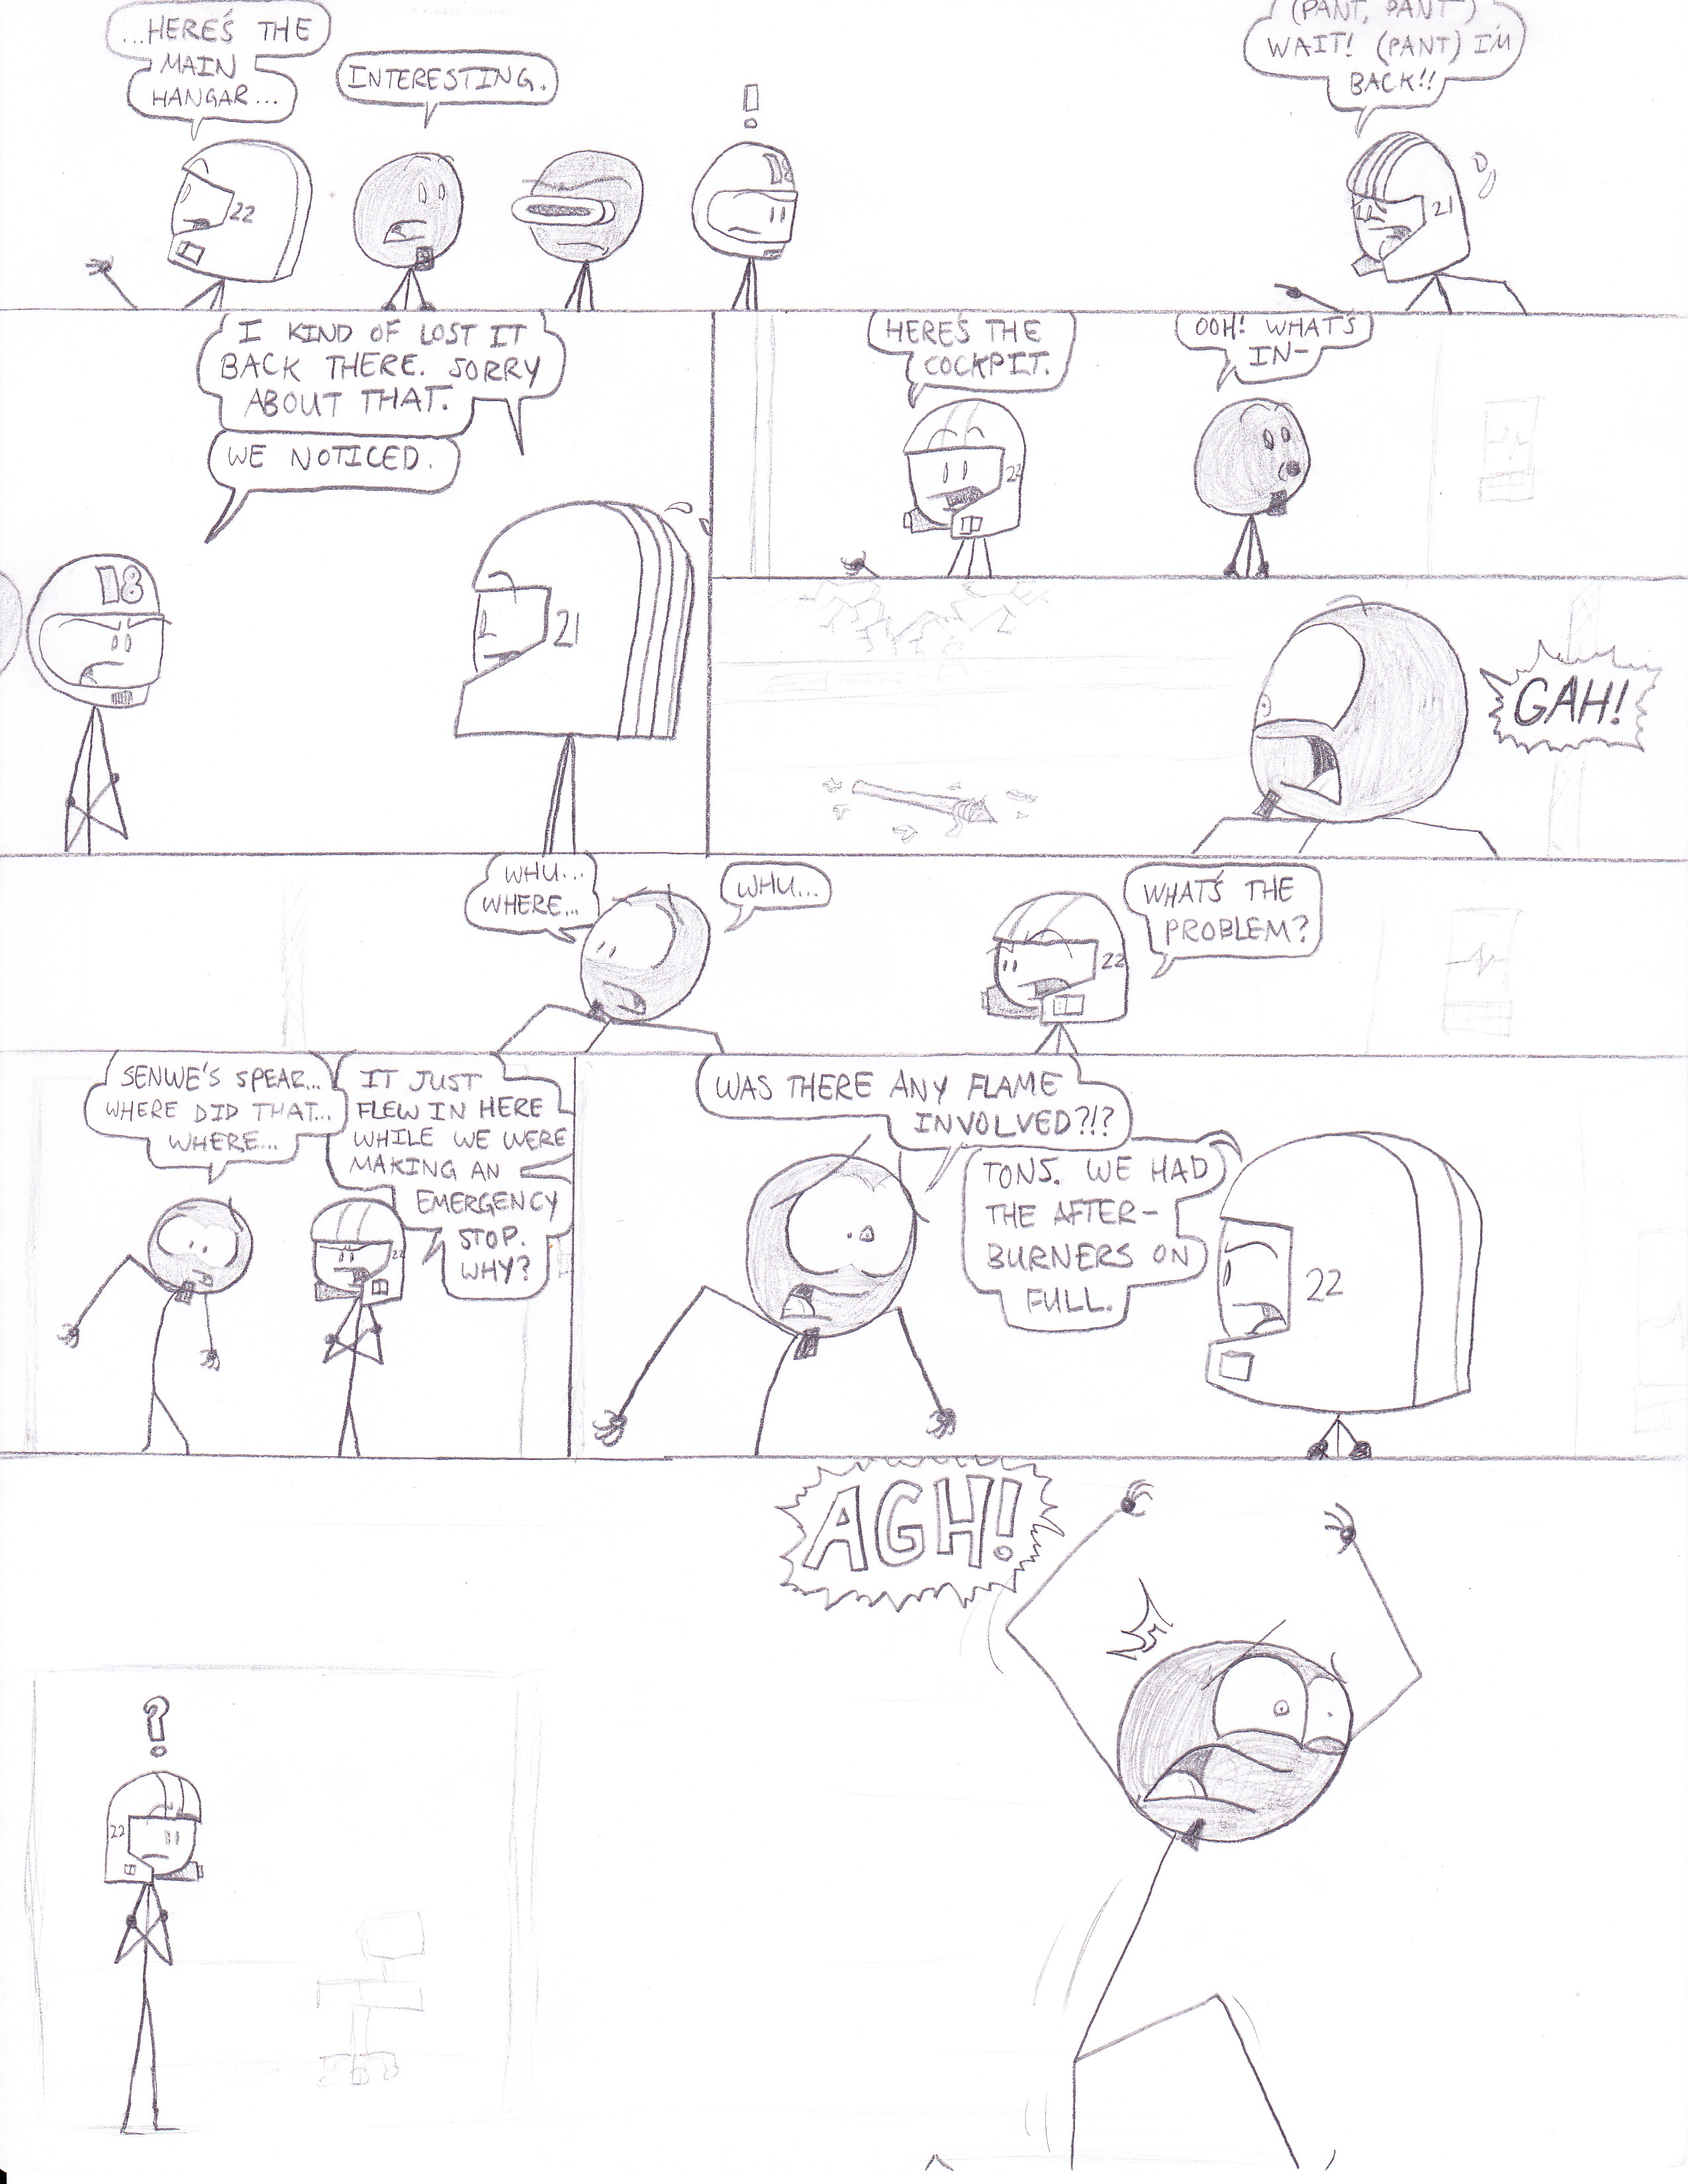 ...HERE'S THE
MAIN
HANGAR...
22
INTERESTING.
!
18
(PANT, PANT)
WAIT! (PANT) I'M
BACK!!
21
I KIND OF LOST IT
BACK THERE. SORRY
ABOUT THAT.
WE NOTICED.
18
21
HERE'S THE
COCKPIT.
22
OOH! WHAT'S
IN-
GAH!
WHU...
WHERE...
WHU...
WHAT'S THE
PROBLEM?
22
SENWE'S SPEAR...
WHERE DID THAT...
WHERE...
IT JUST
FLEW IN HERE
WHILE WE WERE
MAKING AN
EMERGENCY
STOP.
WHY?
22
WAS THERE ANY FLAME
INVOLVED?!?
TONS. WE HAD
THE AFTER-
BURNERS ON
FULL.
22
AGH!
?
22